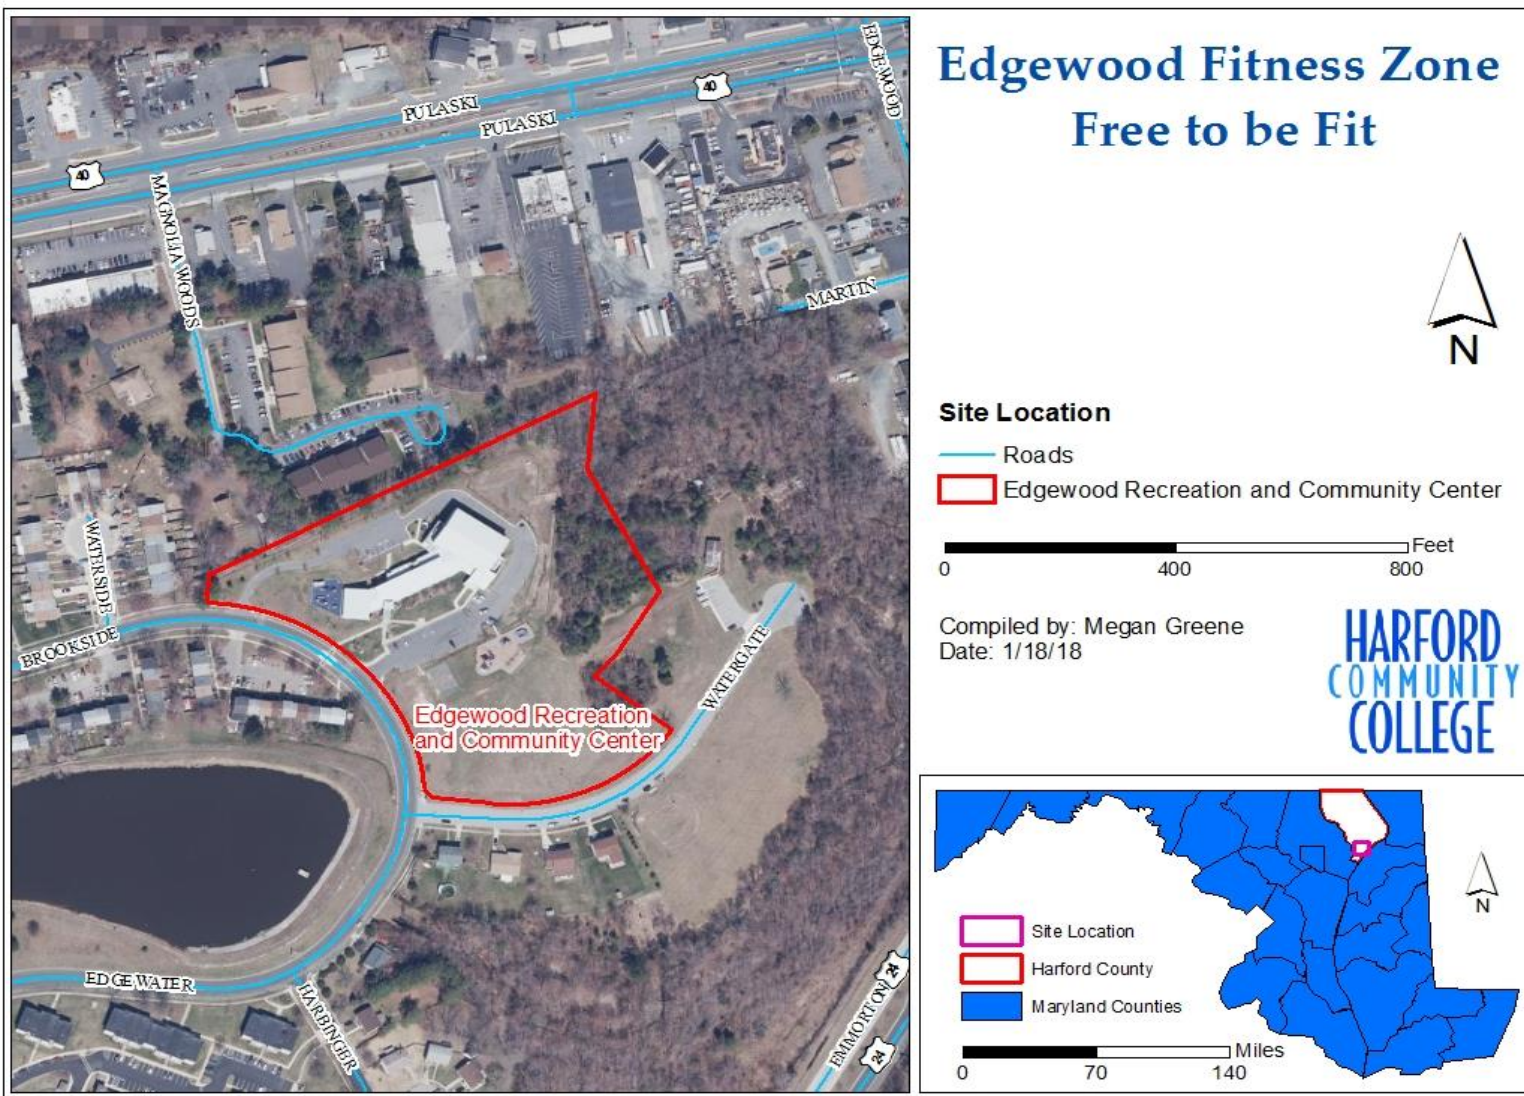 Edgewood Fitness Zone
Free to be Fit
N
Site Location
Roads
Edgewood Recreation and Community Center
Feet
0 400 800
Compiled by: Megan Greene
Date: 1/18/18
HARFORD
COMMUNITY
COLLEGE
EDGEWOOD
PULASKI
40
PULASKI
40
MAGNOLIA WOODS
MARTIN
WATERSIDE
BROOKSIDE
WATERGATE
Edgewood Recreation
and Community Center
EDGEWATER
HARBINGER
EMMORTON
24
24
N
Site Location
Harford County
Maryland Counties
Miles
0 70 140